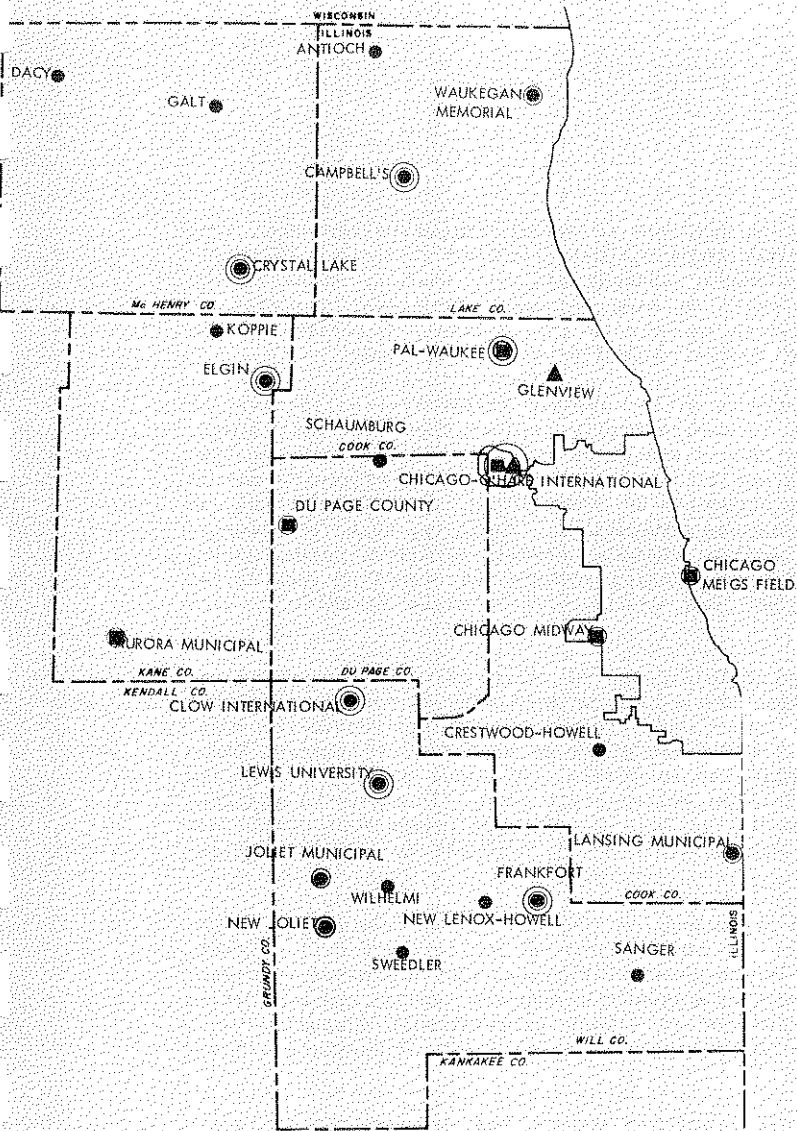 WISCONSIN
ILLINOIS
ANTIOCH
DACY
GALT
WAUKEGAN
MEMORIAL
CAMPBELL'S
CRYSTAL LAKE
Mc HENRY CO.
LAKE CO.
KOPPIE
PAL-WAUKEE
ELGIN
GLENVIEW
SCHAUMBURG
COOK CO.
CHICAGO-O'HARE INTERNATIONAL
DU PAGE COUNTY
CHICAGO
MEIGS FIELD
CHICAGO MIDWAY
AURORA MUNICIPAL
KANE CO.
DU PAGE CO.
KENDALL CO.
CLOW INTERNATIONAL
CRESTWOOD-HOWELL
LEWIS UNIVERSITY
LANSING MUNICIPAL
JOLIET MUNICIPAL
FRANKFORT
WILHELMI
COOK CO.
NEW LENOX-HOWELL
NEW JOLIET
ILLINOIS
SANGER
SWEEDLER
GRUNDY CO.
WILL CO.
KANKAKEE CO.